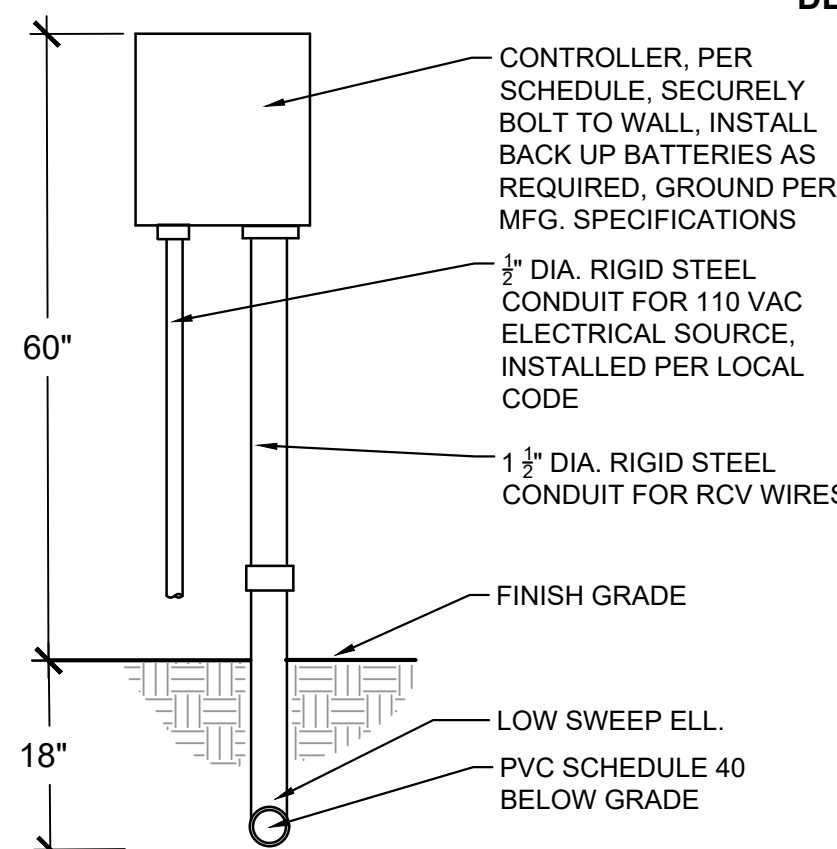 CONTROLLER, PER
SCHEDULE, SECURELY
BOLT TO WALL, INSTALL
BACK UP BATTERIES AS
REQUIRED, GROUND PER
MFG. SPECIFICATIONS
½" DIA. RIGID STEEL
CONDUIT FOR 110 VAC
ELECTRICAL SOURCE,
INSTALLED PER LOCAL
CODE
60"
1 ½" DIA. RIGID STEEL
CONDUIT FOR RCV WIRES
FINISH GRADE
LOW SWEEP ELL.
18"
PVC SCHEDULE 40
BELOW GRADE